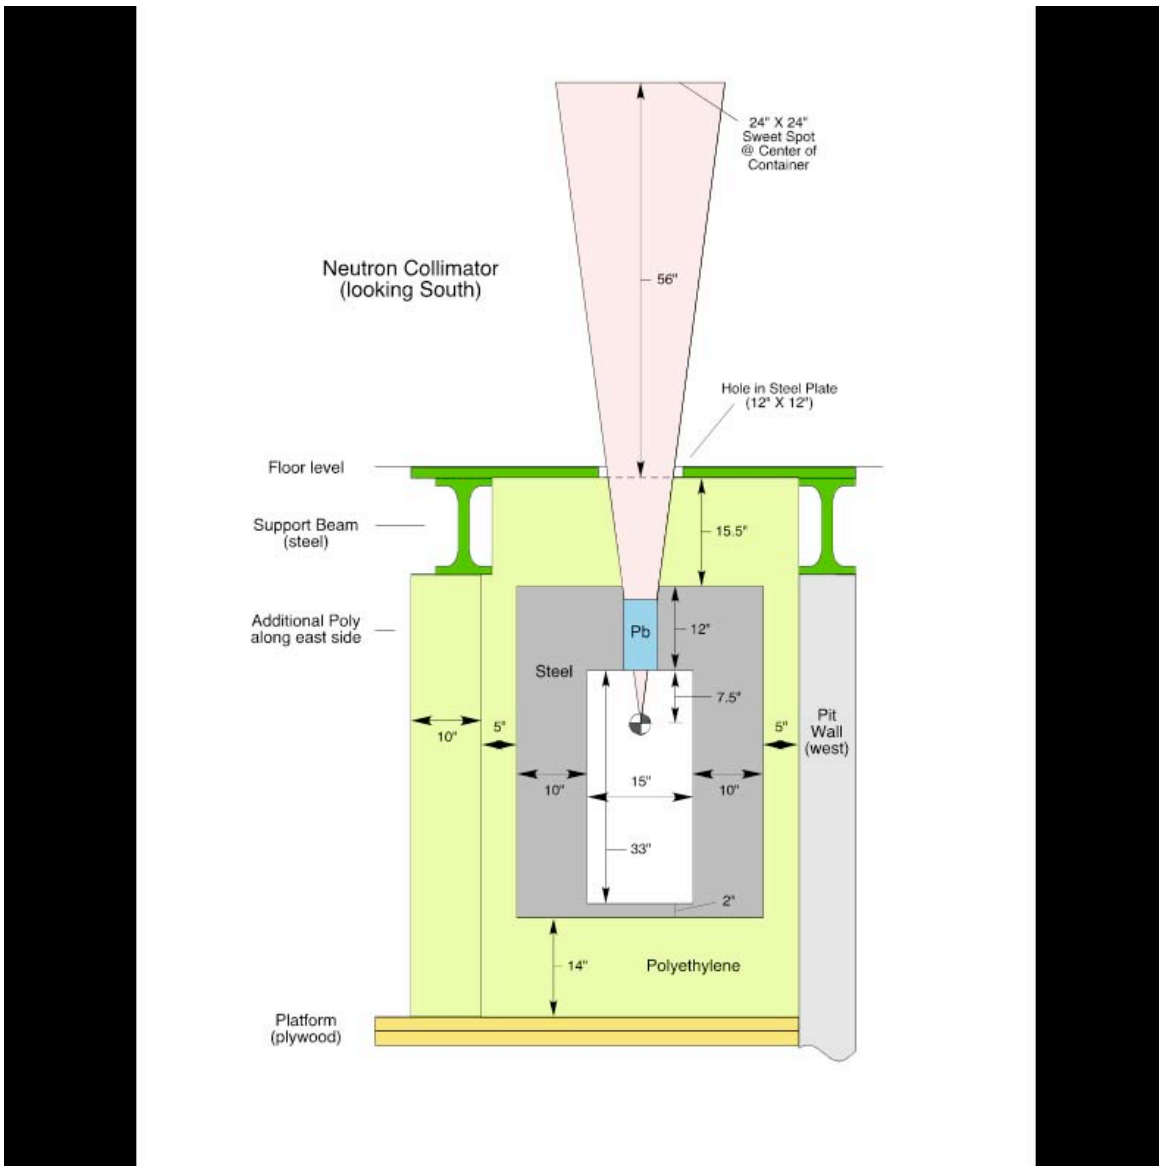 24" X 24"
Sweet Spot
@ Center of
Container
Neutron Collimator
(looking South)
56"
Hole in Steel Plate
(12" X 12")
Floor level
Support Beam
(steel)
15.5"
Additional Poly
along east side
Pb
12"
Steel
7.5"
Pit
Wall
(west)
10"
5"
5"
10"
15"
10"
33"
2"
14"
Polyethylene
Platform
(plywood)